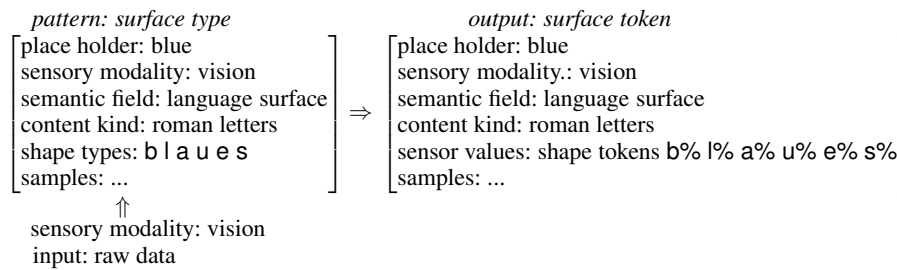 pattern: surface type output: surface token
place holder: blue place holder: blue
sensory modality: vision sensory modality.: vision
semantic field: language surface semantic field: language surface
content kind: roman letters ⇒ content kind: roman letters
shape types: b l a u e s sensor values: shape tokens b% l% a% u% e% s%
samples: ... samples: ...
⇑
sensory modality: vision
input: raw data